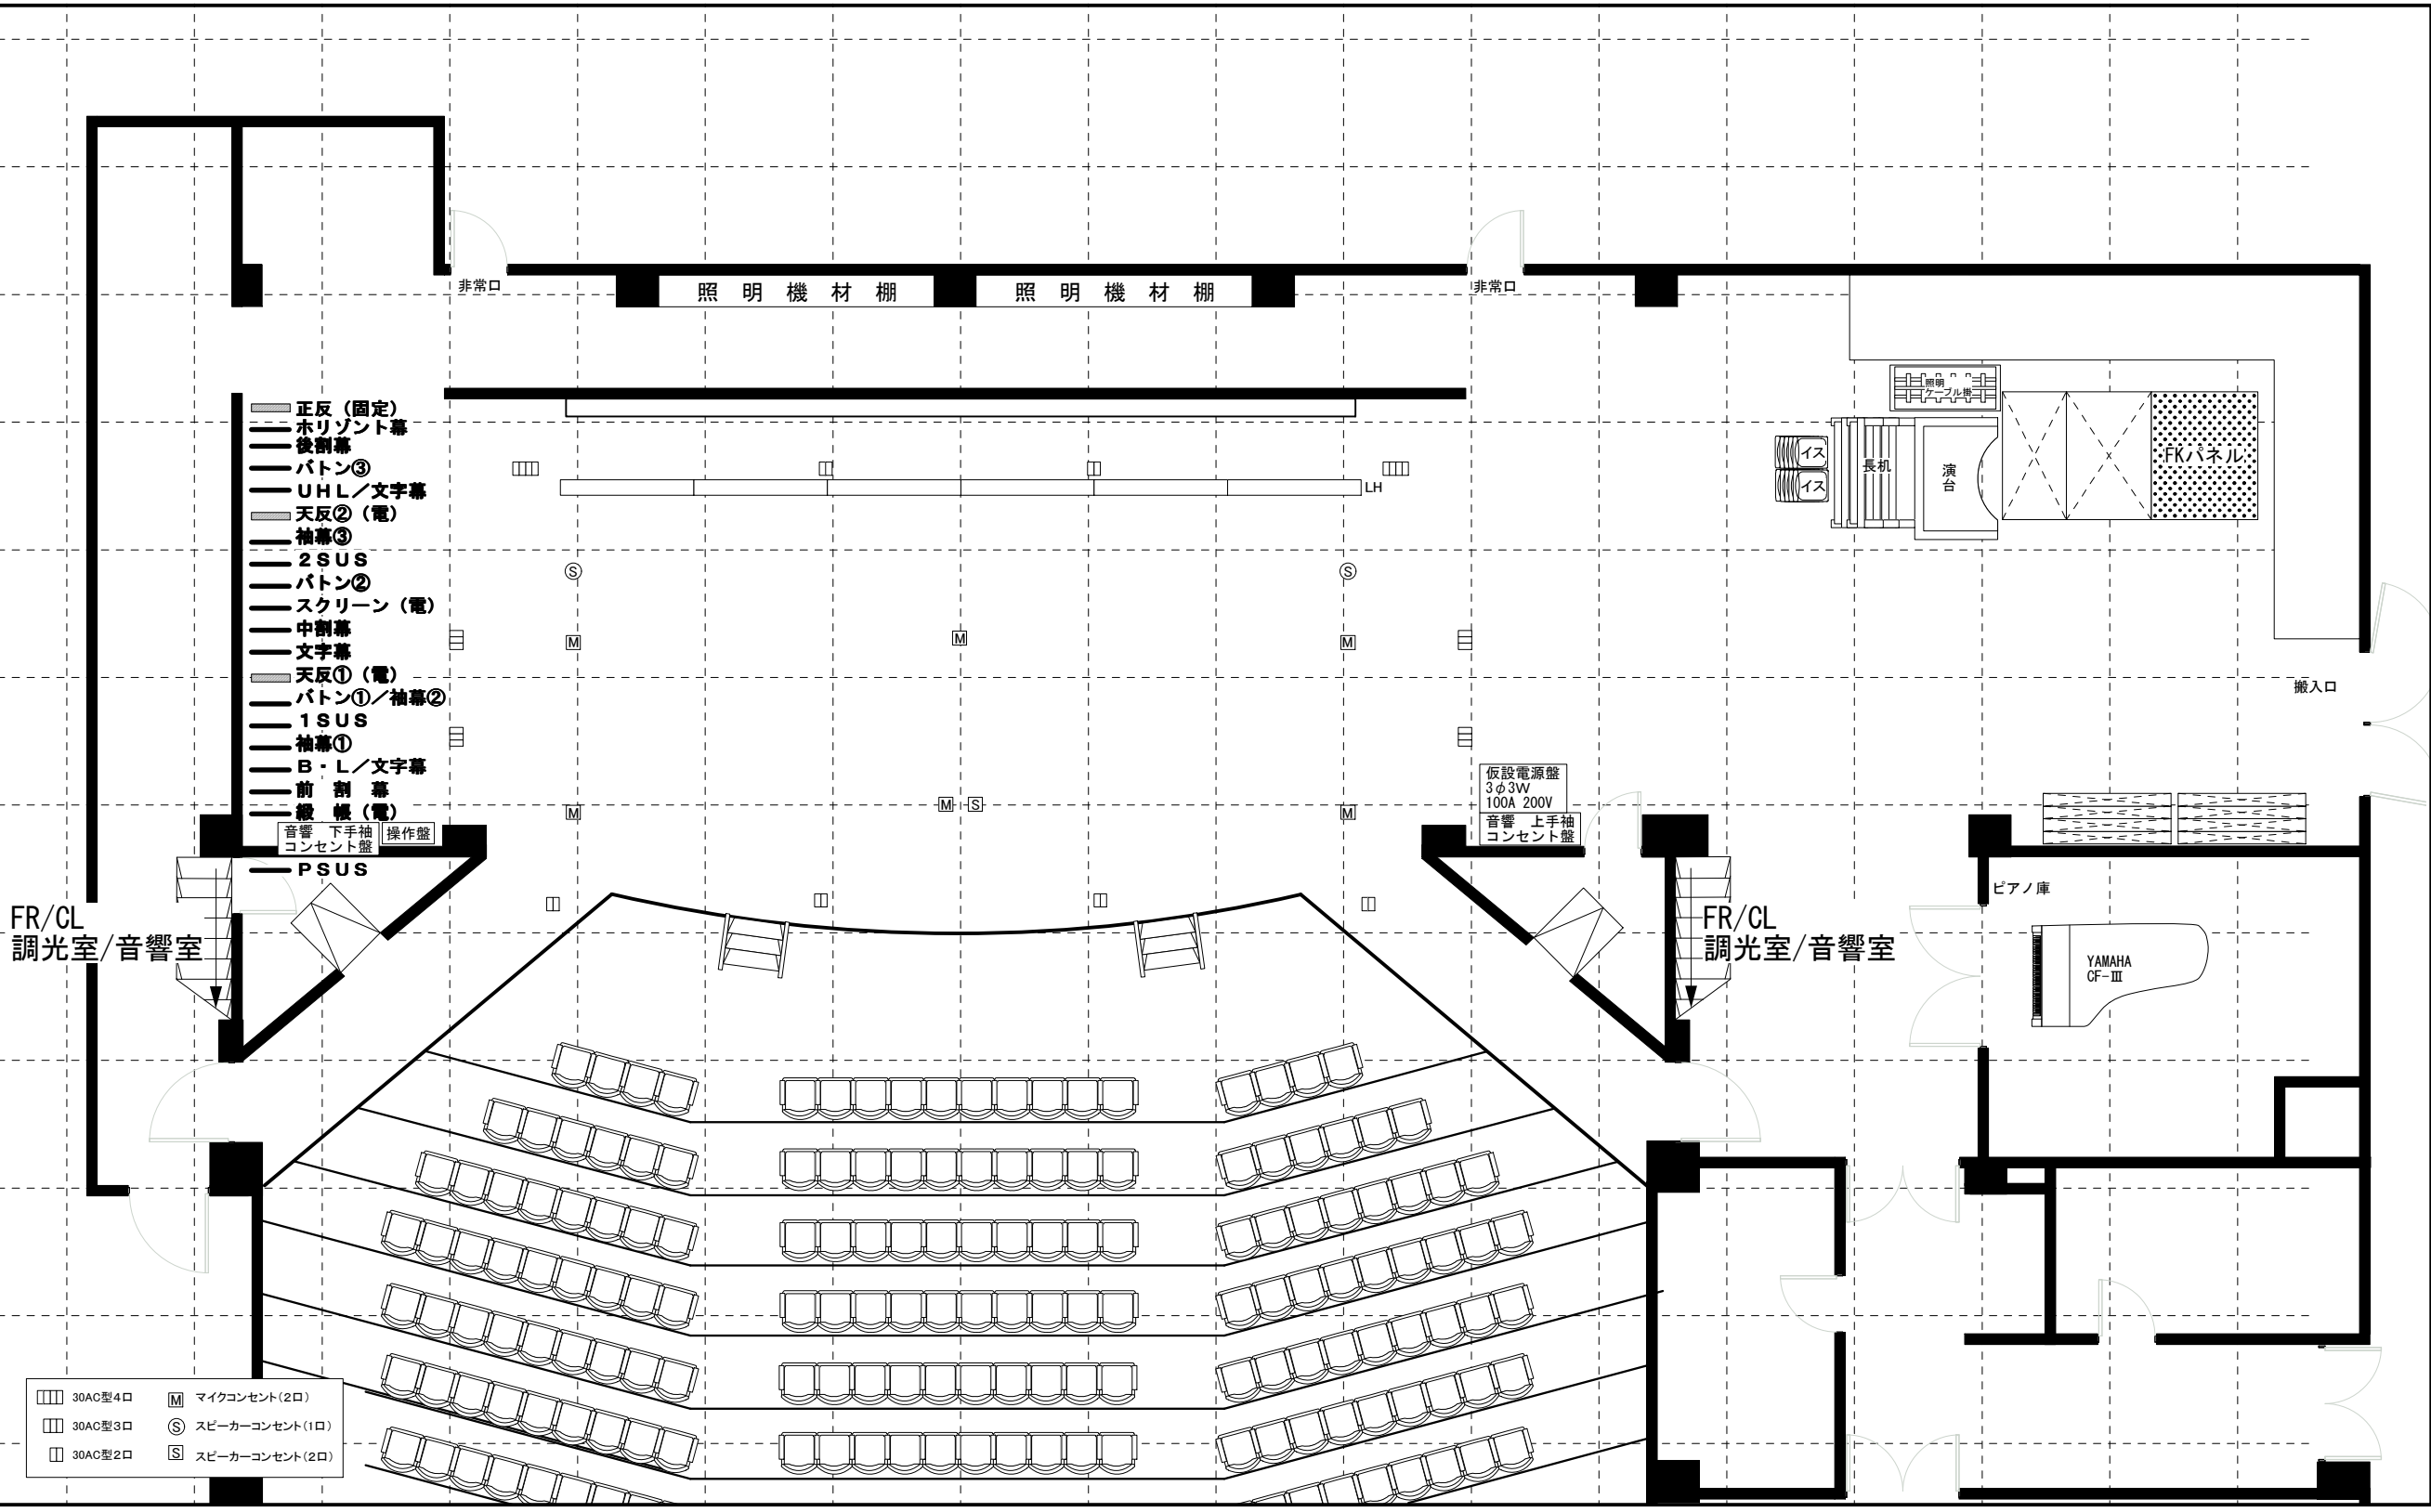 非常口
照明機材棚
照明機材棚
非常口
正反（固定）
ホリゾント幕
後割幕
バトン③
ＵＨＬ／文字幕
天反②（電）
袖幕③
２ＳＵＳ
バトン②
スクリーン（電）
中割幕
文字幕
天反①（電）
バトン①／袖幕②
１ＳＵＳ
袖幕①
Ｂ・Ｌ／文字幕
前 割 幕
緞 帳（電）
音響 下手袖
コンセント盤
操作盤
ＰＳＵＳ
LH
S
S
M
M
M
M
M
S
M
照明
ケーブル掛
イス
イス
長机
演台
FKパネル
搬入口
仮設電源盤
3φ3W
100A 200V
音響 上手袖
コンセント盤
FR/CL
調光室/音響室
FR/CL
調光室/音響室
ピアノ庫
YAMAHA
CF-Ⅲ
30AC型4口
M マイクコンセント(2口)
30AC型3口
S スピーカーコンセント(1口)
30AC型2口
S スピーカーコンセント(2口)